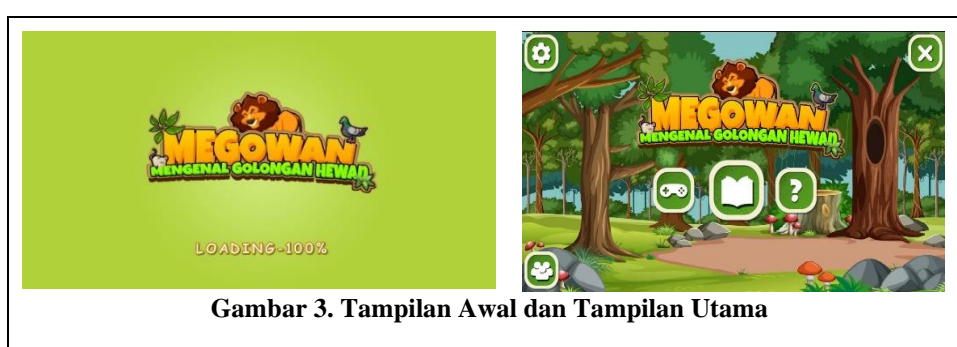 MEGOWAN
MENGENAL GOLONGAN HEWAN
LOADING-100%
X
MEGOWAN
MENGENAL GOLONGAN HEWAN
?
Gambar 3. Tampilan Awal dan Tampilan Utama